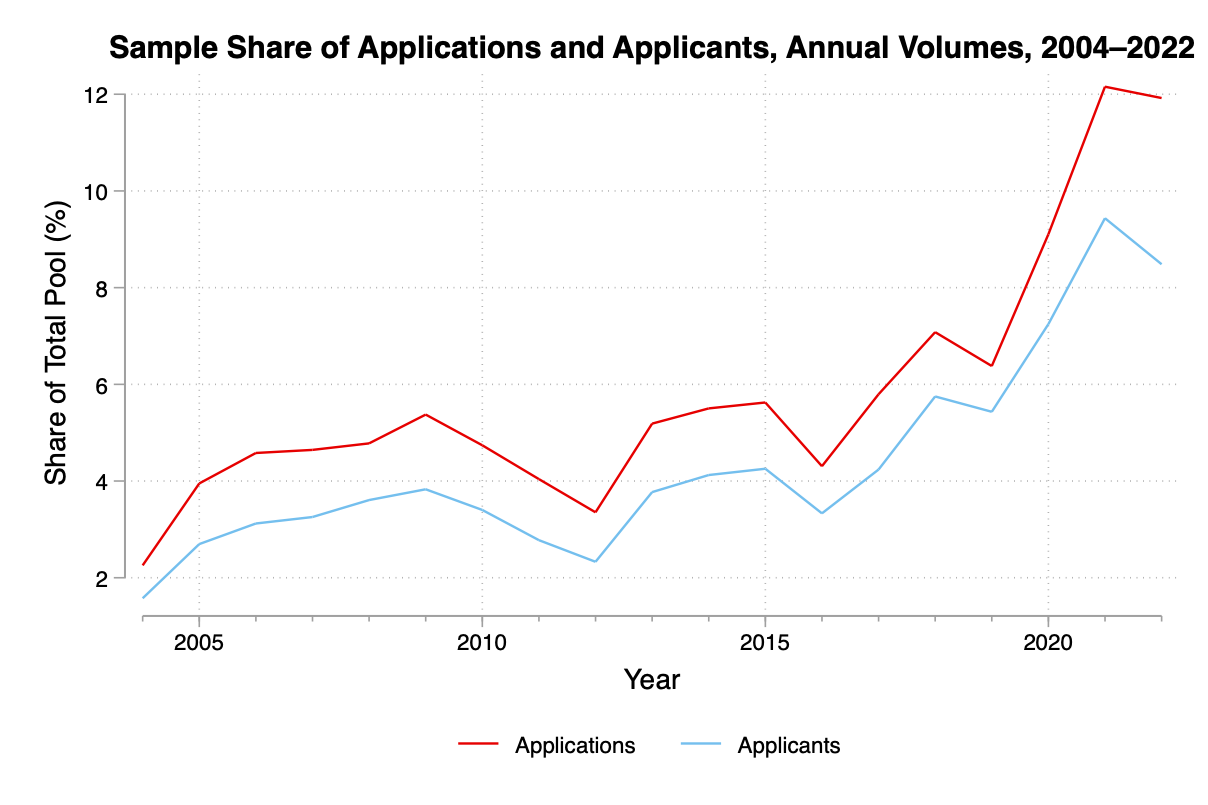 Sample Share of Applications and Applicants, Annual Volumes, 2004–2022
Share of Total Pool (%)
12
10
8
6
4
2
2005 2010 2015 2020
Year
Applications Applicants